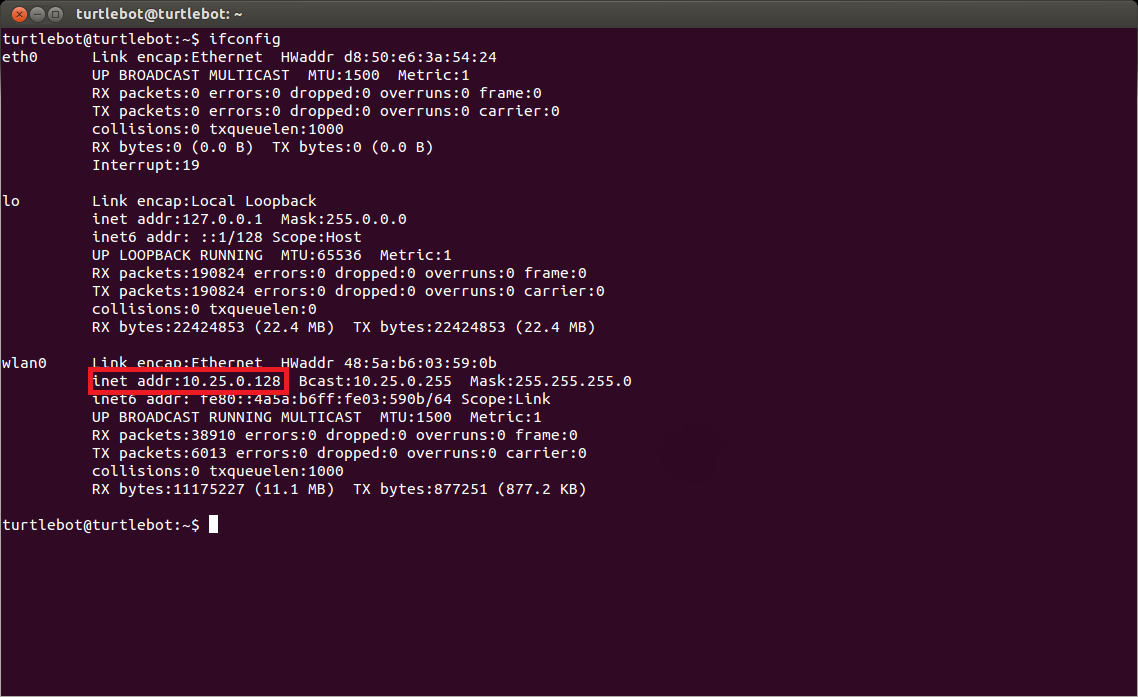 turtlebot@turtlebot: ~
turtlebot@turtlebot:~$ ifconfig
eth0      Link encap:Ethernet  HWaddr d8:50:e6:3a:54:24
          UP BROADCAST MULTICAST  MTU:1500  Metric:1
          RX packets:0 errors:0 dropped:0 overruns:0 frame:0
          TX packets:0 errors:0 dropped:0 overruns:0 carrier:0
          collisions:0 txqueuelen:1000
          RX bytes:0 (0.0 B)  TX bytes:0 (0.0 B)
          Interrupt:19
lo        Link encap:Local Loopback
          inet addr:127.0.0.1  Mask:255.0.0.0
          inet6 addr: ::1/128 Scope:Host
          UP LOOPBACK RUNNING  MTU:65536  Metric:1
          RX packets:190824 errors:0 dropped:0 overruns:0 frame:0
          TX packets:190824 errors:0 dropped:0 overruns:0 carrier:0
          collisions:0 txqueuelen:0
          RX bytes:22424853 (22.4 MB)  TX bytes:22424853 (22.4 MB)
wlan0     Link encap:Ethernet  HWaddr 48:5a:b6:03:59:0b
          inet addr:10.25.0.128  Bcast:10.25.0.255  Mask:255.255.255.0
          inet6 addr: fe80::4a5a:b6ff:fe03:590b/64 Scope:Link
          UP BROADCAST RUNNING MULTICAST  MTU:1500  Metric:1
          RX packets:38910 errors:0 dropped:0 overruns:0 frame:0
          TX packets:6013 errors:0 dropped:0 overruns:0 carrier:0
          collisions:0 txqueuelen:1000
          RX bytes:11175227 (11.1 MB)  TX bytes:877251 (877.2 KB)
turtlebot@turtlebot:~$